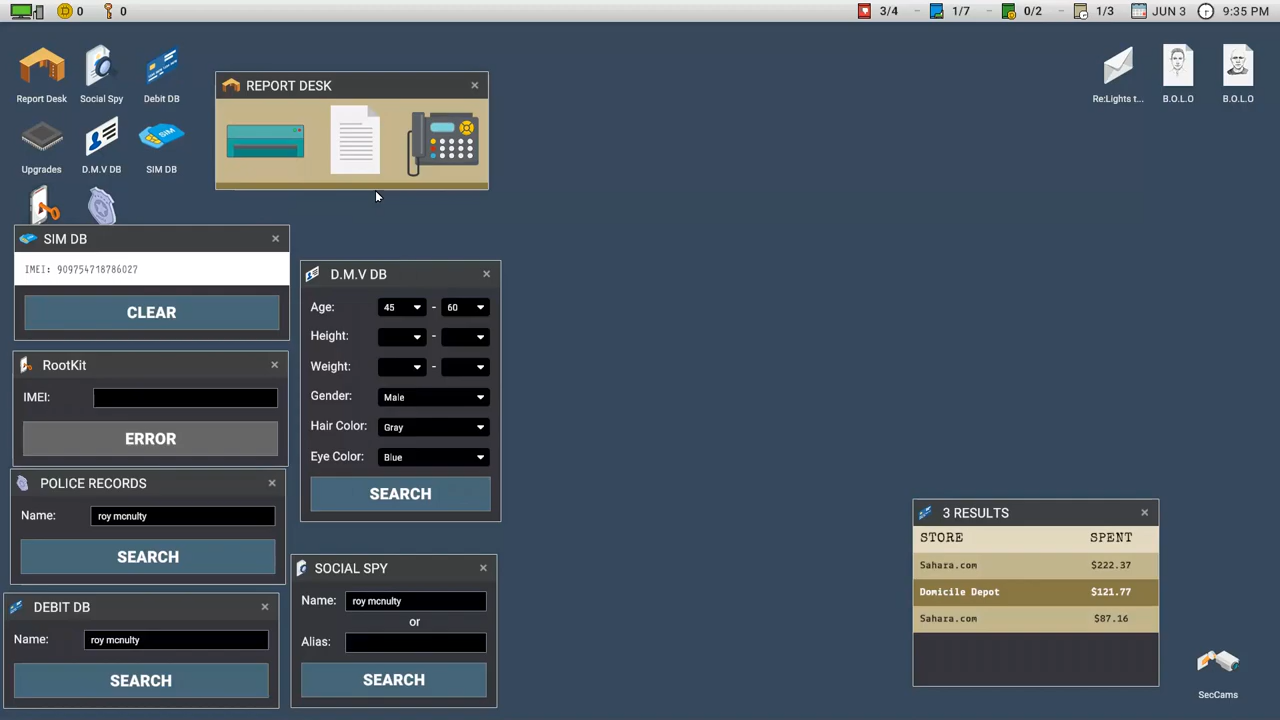 0 0 3/4 1/7 0/2 1/3 JUN 3 9:35 PM
Report Desk Social Spy Debit DB
Re:Lights t... B.O.L.O B.O.L.O
Upgrades D.M.V DB SIM DB
REPORT DESK
SIM DB
IMEI: 909754718786027
CLEAR
RootKit
IMEI:
ERROR
POLICE RECORDS
Name: roy mcnulty
SEARCH
DEBIT DB
Name: roy mcnulty
SEARCH
D.M.V DB
Age: 45 - 60
Height: -
Weight: -
Gender: Male
Hair Color: Gray
Eye Color: Blue
SEARCH
SOCIAL SPY
Name: roy mcnulty
or
Alias:
SEARCH
3 RESULTS
STORE SPENT
Sahara.com $222.37
Domicile Depot $121.77
Sahara.com $87.16
SecCams